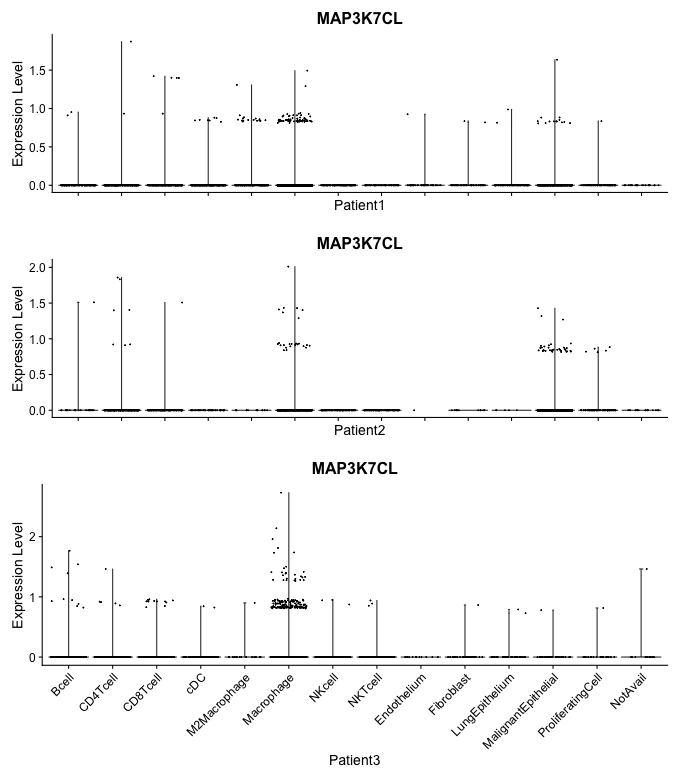 MAP3K7CL
Expression Level
1.5
1.0
0.5
0.0
Patient1
MAP3K7CL
Expression Level
2.0
1.5
1.0
0.5
0.0
Patient2
MAP3K7CL
Expression Level
2
1
0
Bcell
CD4Tcell
CD8Tcell
cDC
M2Macrophage
Macrophage
NKcell
NKTcell
Endothelium
Fibroblast
LungEpithelium
MalignantEpithelial
ProliferatingCell
NotAvail
Patient3